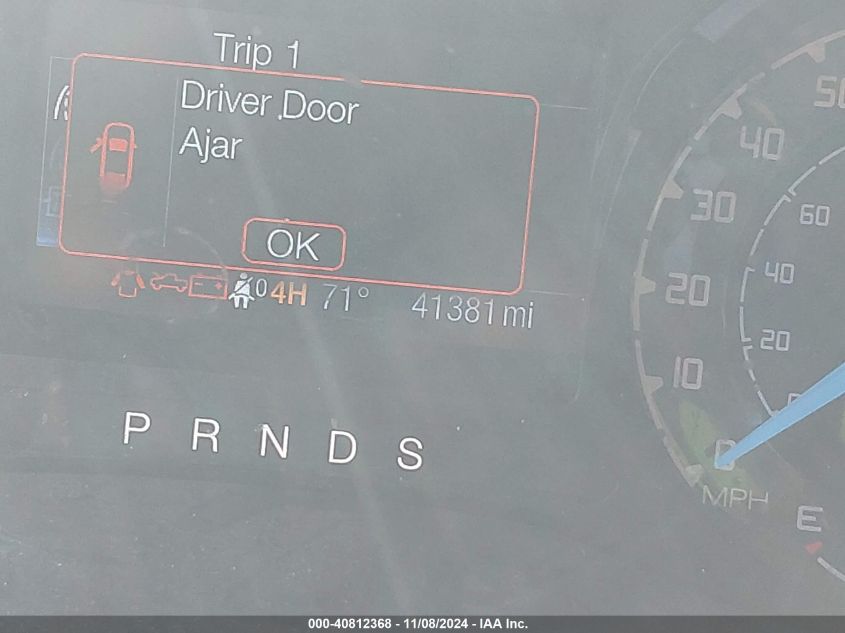 Trip 1
Driver Door
Ajar
OK
0 4H 71° 41381 mi
P R N D S
50
40
30
20
10
0
MPH
60
40
20
E
000-40812368 - 11/08/2024 - IAA Inc.